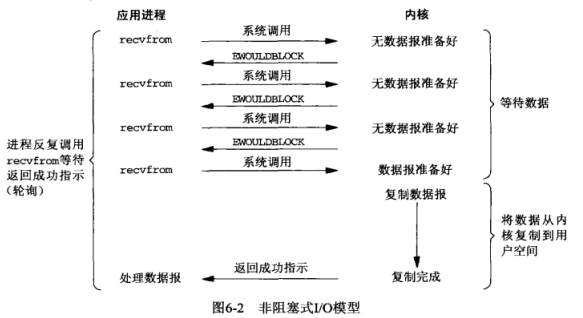 应用进程 内核
系统调用
recvfrom 无数据报准备好
EWOULDBLOCK
系统调用
recvfrom 无数据报准备好
EWOULDBLOCK
等待数据
系统调用
recvfrom 无数据报准备好
EWOULDBLOCK
系统调用
recvfrom 数据报准备好
进程反复调用
recvfrom等待
返回成功指示
（轮询）
复制数据报
将数据从内
核复制到用
户空间
返回成功指示
处理数据报 复制完成
图6-2 非阻塞式I/O模型